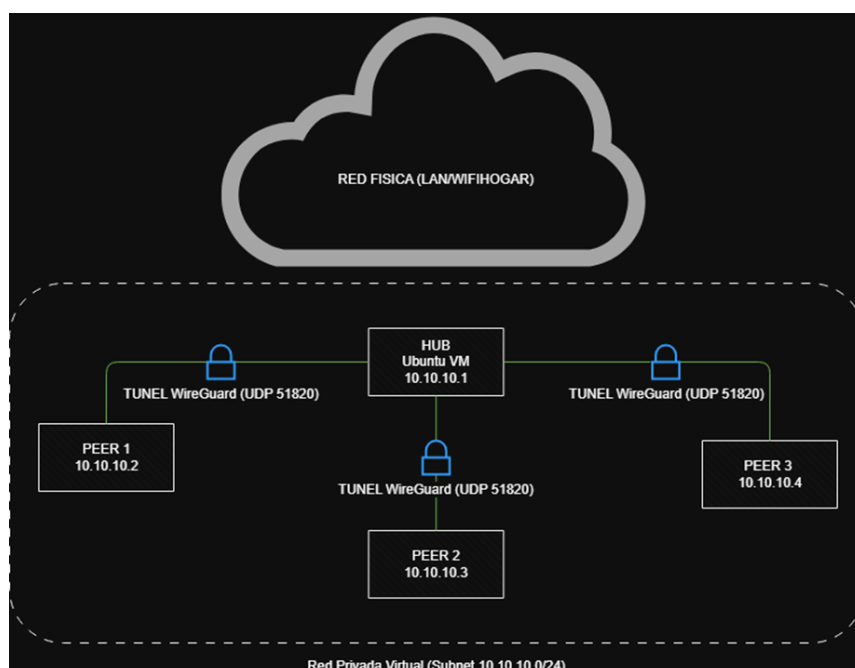 RED FISICA (LAN/WIFIHOGAR)
HUB
Ubuntu VM
10.10.10.1
TUNEL WireGuard (UDP 51820)
TUNEL WireGuard (UDP 51820)
PEER 1
10.10.10.2
PEER 3
10.10.10.4
TUNEL WireGuard (UDP 51820)
PEER 2
10.10.10.3
Red Privada Virtual (Subnet 10.10.10.0/24)